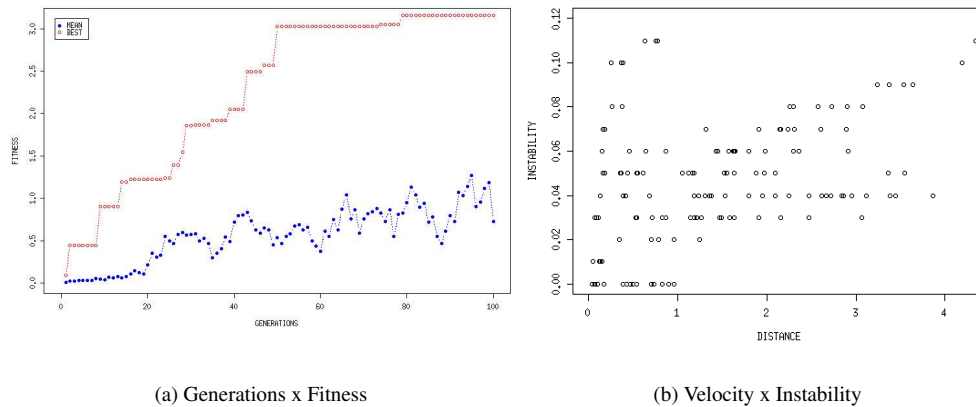 MEAN
BEST
FITNESS
0.0 0.5 1.0 1.5 2.0 2.5 3.0
0 20 40 60 80 100
GENERATIONS
(a) Generations x Fitness
INSTABILITY
0.00 0.02 0.04 0.06 0.08 0.10 0.12
0 1 2 3 4
DISTANCE
(b) Velocity x Instability